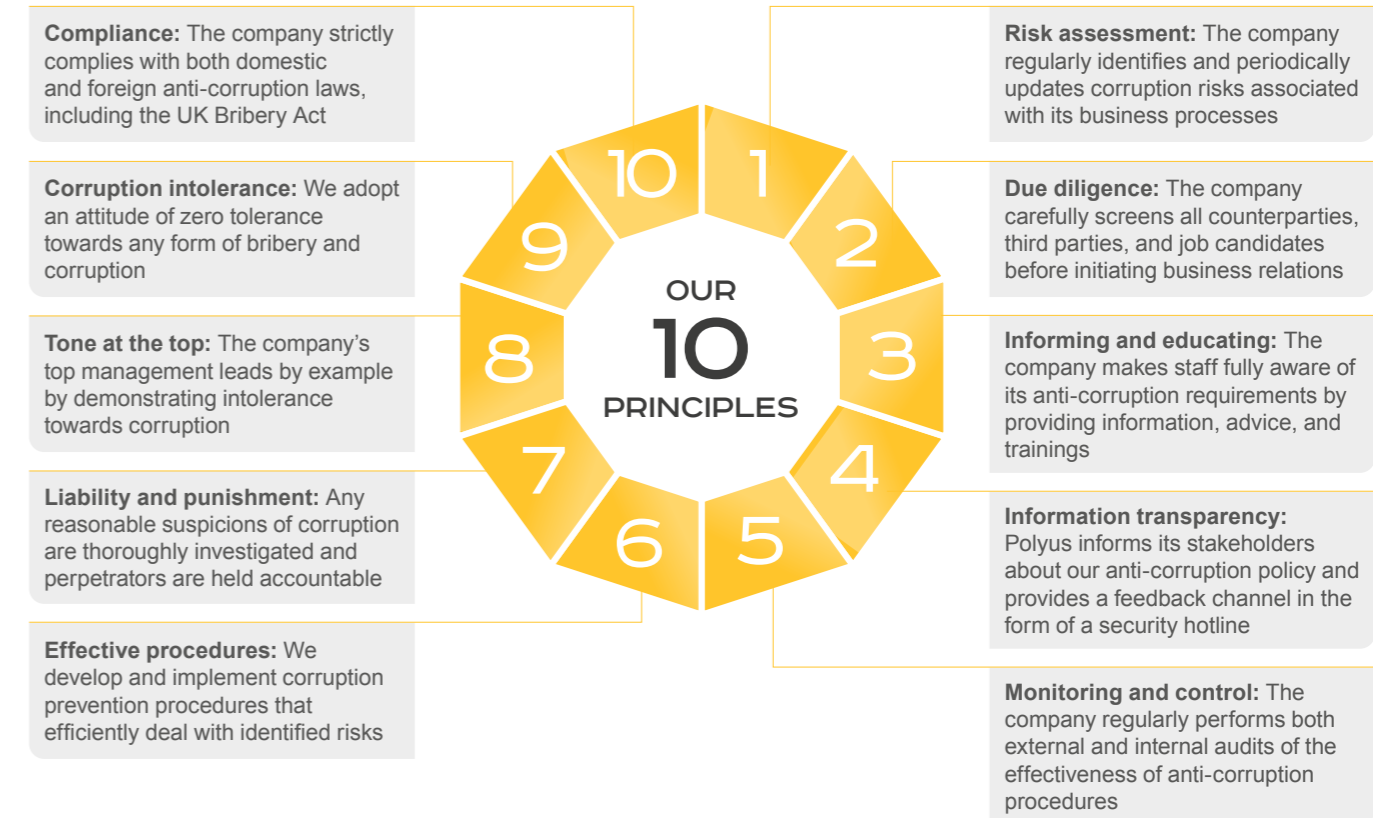 Compliance: The company strictly
complies with both domestic
and foreign anti-corruption laws,
including the UK Bribery Act
Corruption intolerance: We adopt
an attitude of zero tolerance
towards any form of bribery and
corruption
Tone at the top: The company's
top management leads by example
by demonstrating intolerance
towards corruption
Liability and punishment: Any
reasonable suspicions of corruption
are thoroughly investigated and
perpetrators are held accountable
Effective procedures: We
develop and implement corruption
prevention procedures that
efficiently deal with identified risks
10
1
9
2
8
3
7
4
6
5
OUR
10
PRINCIPLES
Risk assessment: The company
regularly identifies and periodically
updates corruption risks associated
with its business processes
Due diligence: The company
carefully screens all counterparties,
third parties, and job candidates
before initiating business relations
Informing and educating: The
company makes staff fully aware of
its anti-corruption requirements by
providing information, advice, and
trainings
Information transparency:
Polyus informs its stakeholders
about our anti-corruption policy and
provides a feedback channel in the
form of a security hotline
Monitoring and control: The
company regularly performs both
external and internal audits of the
effectiveness of anti-corruption
procedures